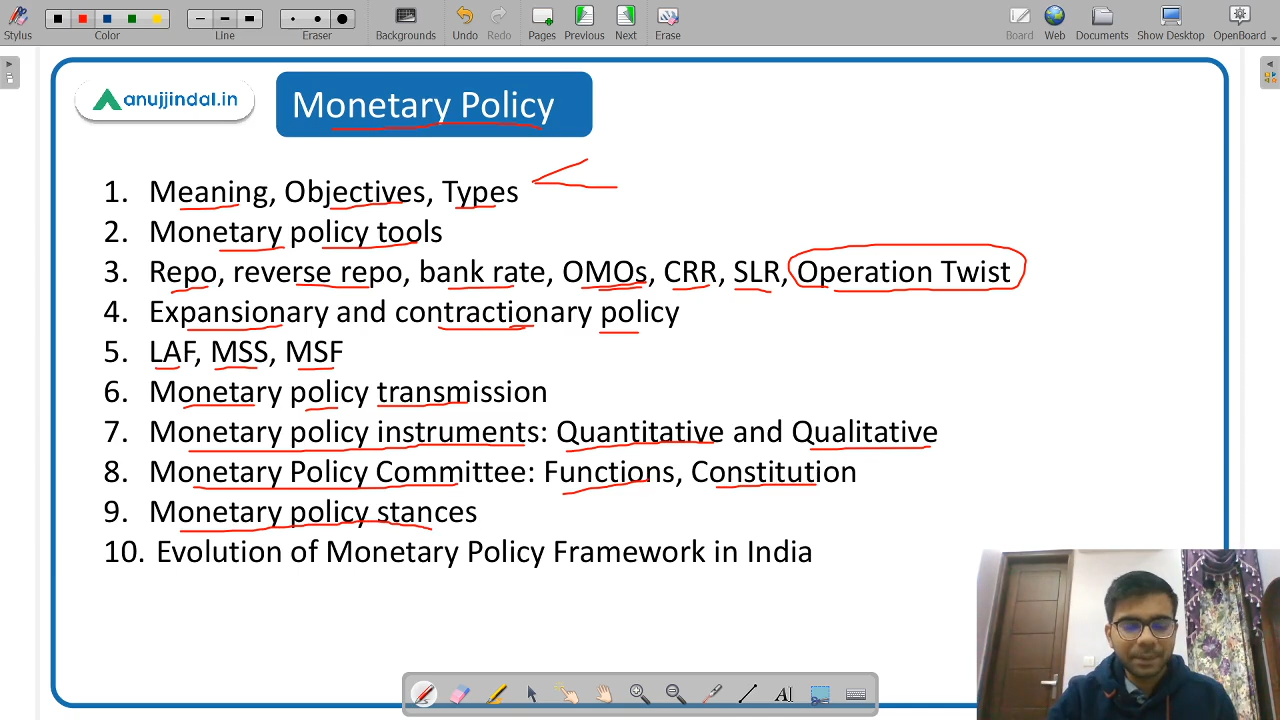 Stylus Color Line Eraser Backgrounds Undo Redo Pages Previous Next Erase Board Web Documents Show Desktop OpenBoard
anujjindal.in
Monetary Policy
1. Meaning, Objectives, Types
2. Monetary policy tools
3. Repo, reverse repo, bank rate, OMOs, CRR, SLR, Operation Twist
4. Expansionary and contractionary policy
5. LAF, MSS, MSF
6. Monetary policy transmission
7. Monetary policy instruments: Quantitative and Qualitative
8. Monetary Policy Committee: Functions, Constitution
9. Monetary policy stances
10. Evolution of Monetary Policy Framework in India